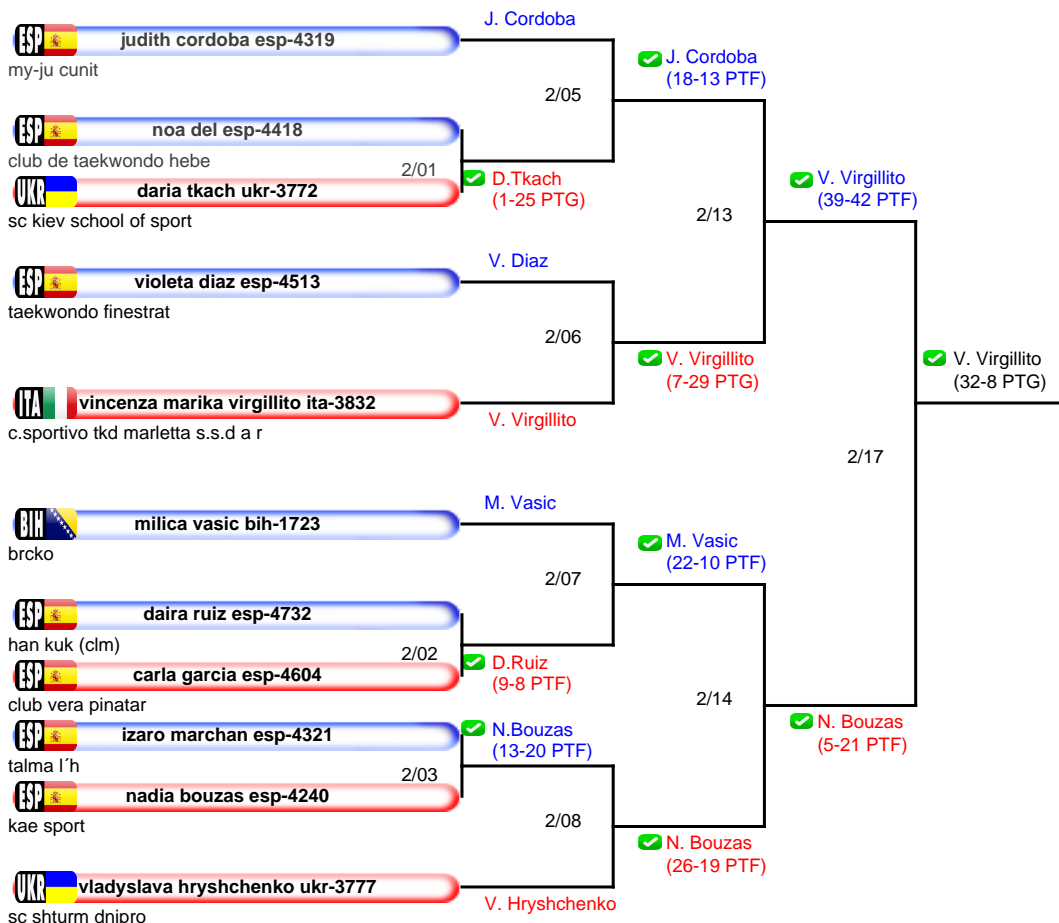 J. Cordoba
ESP judith cordoba esp-4319
my-ju cunit
J. Cordoba
(18-13 PTF)
2/05
ESP noa del esp-4418
club de taekwondo hebe
2/01
UKR daria tkach ukr-3772
sc kiev school of sport
D.Tkach
(1-25 PTG)
V. Virgillito
(39-42 PTF)
2/13
V. Diaz
ESP violeta diaz esp-4513
taekwondo finestrat
2/06
V. Virgillito
(7-29 PTG)
V. Virgillito
(32-8 PTG)
ITA vincenza marika virgillito ita-3832
c.sportivo tkd marletta s.s.d a r
V. Virgillito
2/17
M. Vasic
BIH milica vasic bih-1723
brcko
M. Vasic
(22-10 PTF)
2/07
ESP daira ruiz esp-4732
han kuk (clm)
2/02
ESP carla garcia esp-4604
club vera pinatar
D.Ruiz
(9-8 PTF)
2/14
N. Bouzas
(5-21 PTF)
ESP izaro marchan esp-4321
talma l´h
N.Bouzas
(13-20 PTF)
2/03
ESP nadia bouzas esp-4240
kae sport
2/08
N. Bouzas
(26-19 PTF)
UKR vladyslava hryshchenko ukr-3777
sc shturm dnipro
V. Hryshchenko